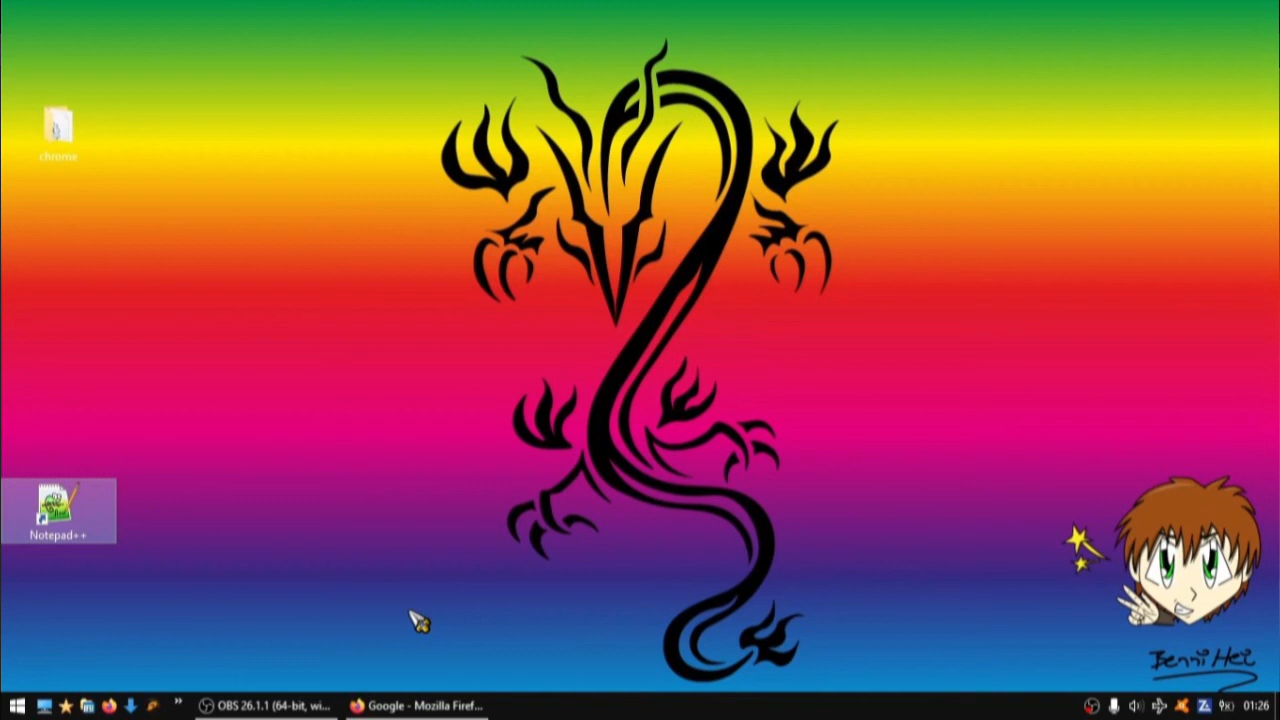 chrome
Notepad++
Benni Hei
OBS 26.1.1 (64-bit, wi...
Google - Mozilla Firef...
01:26